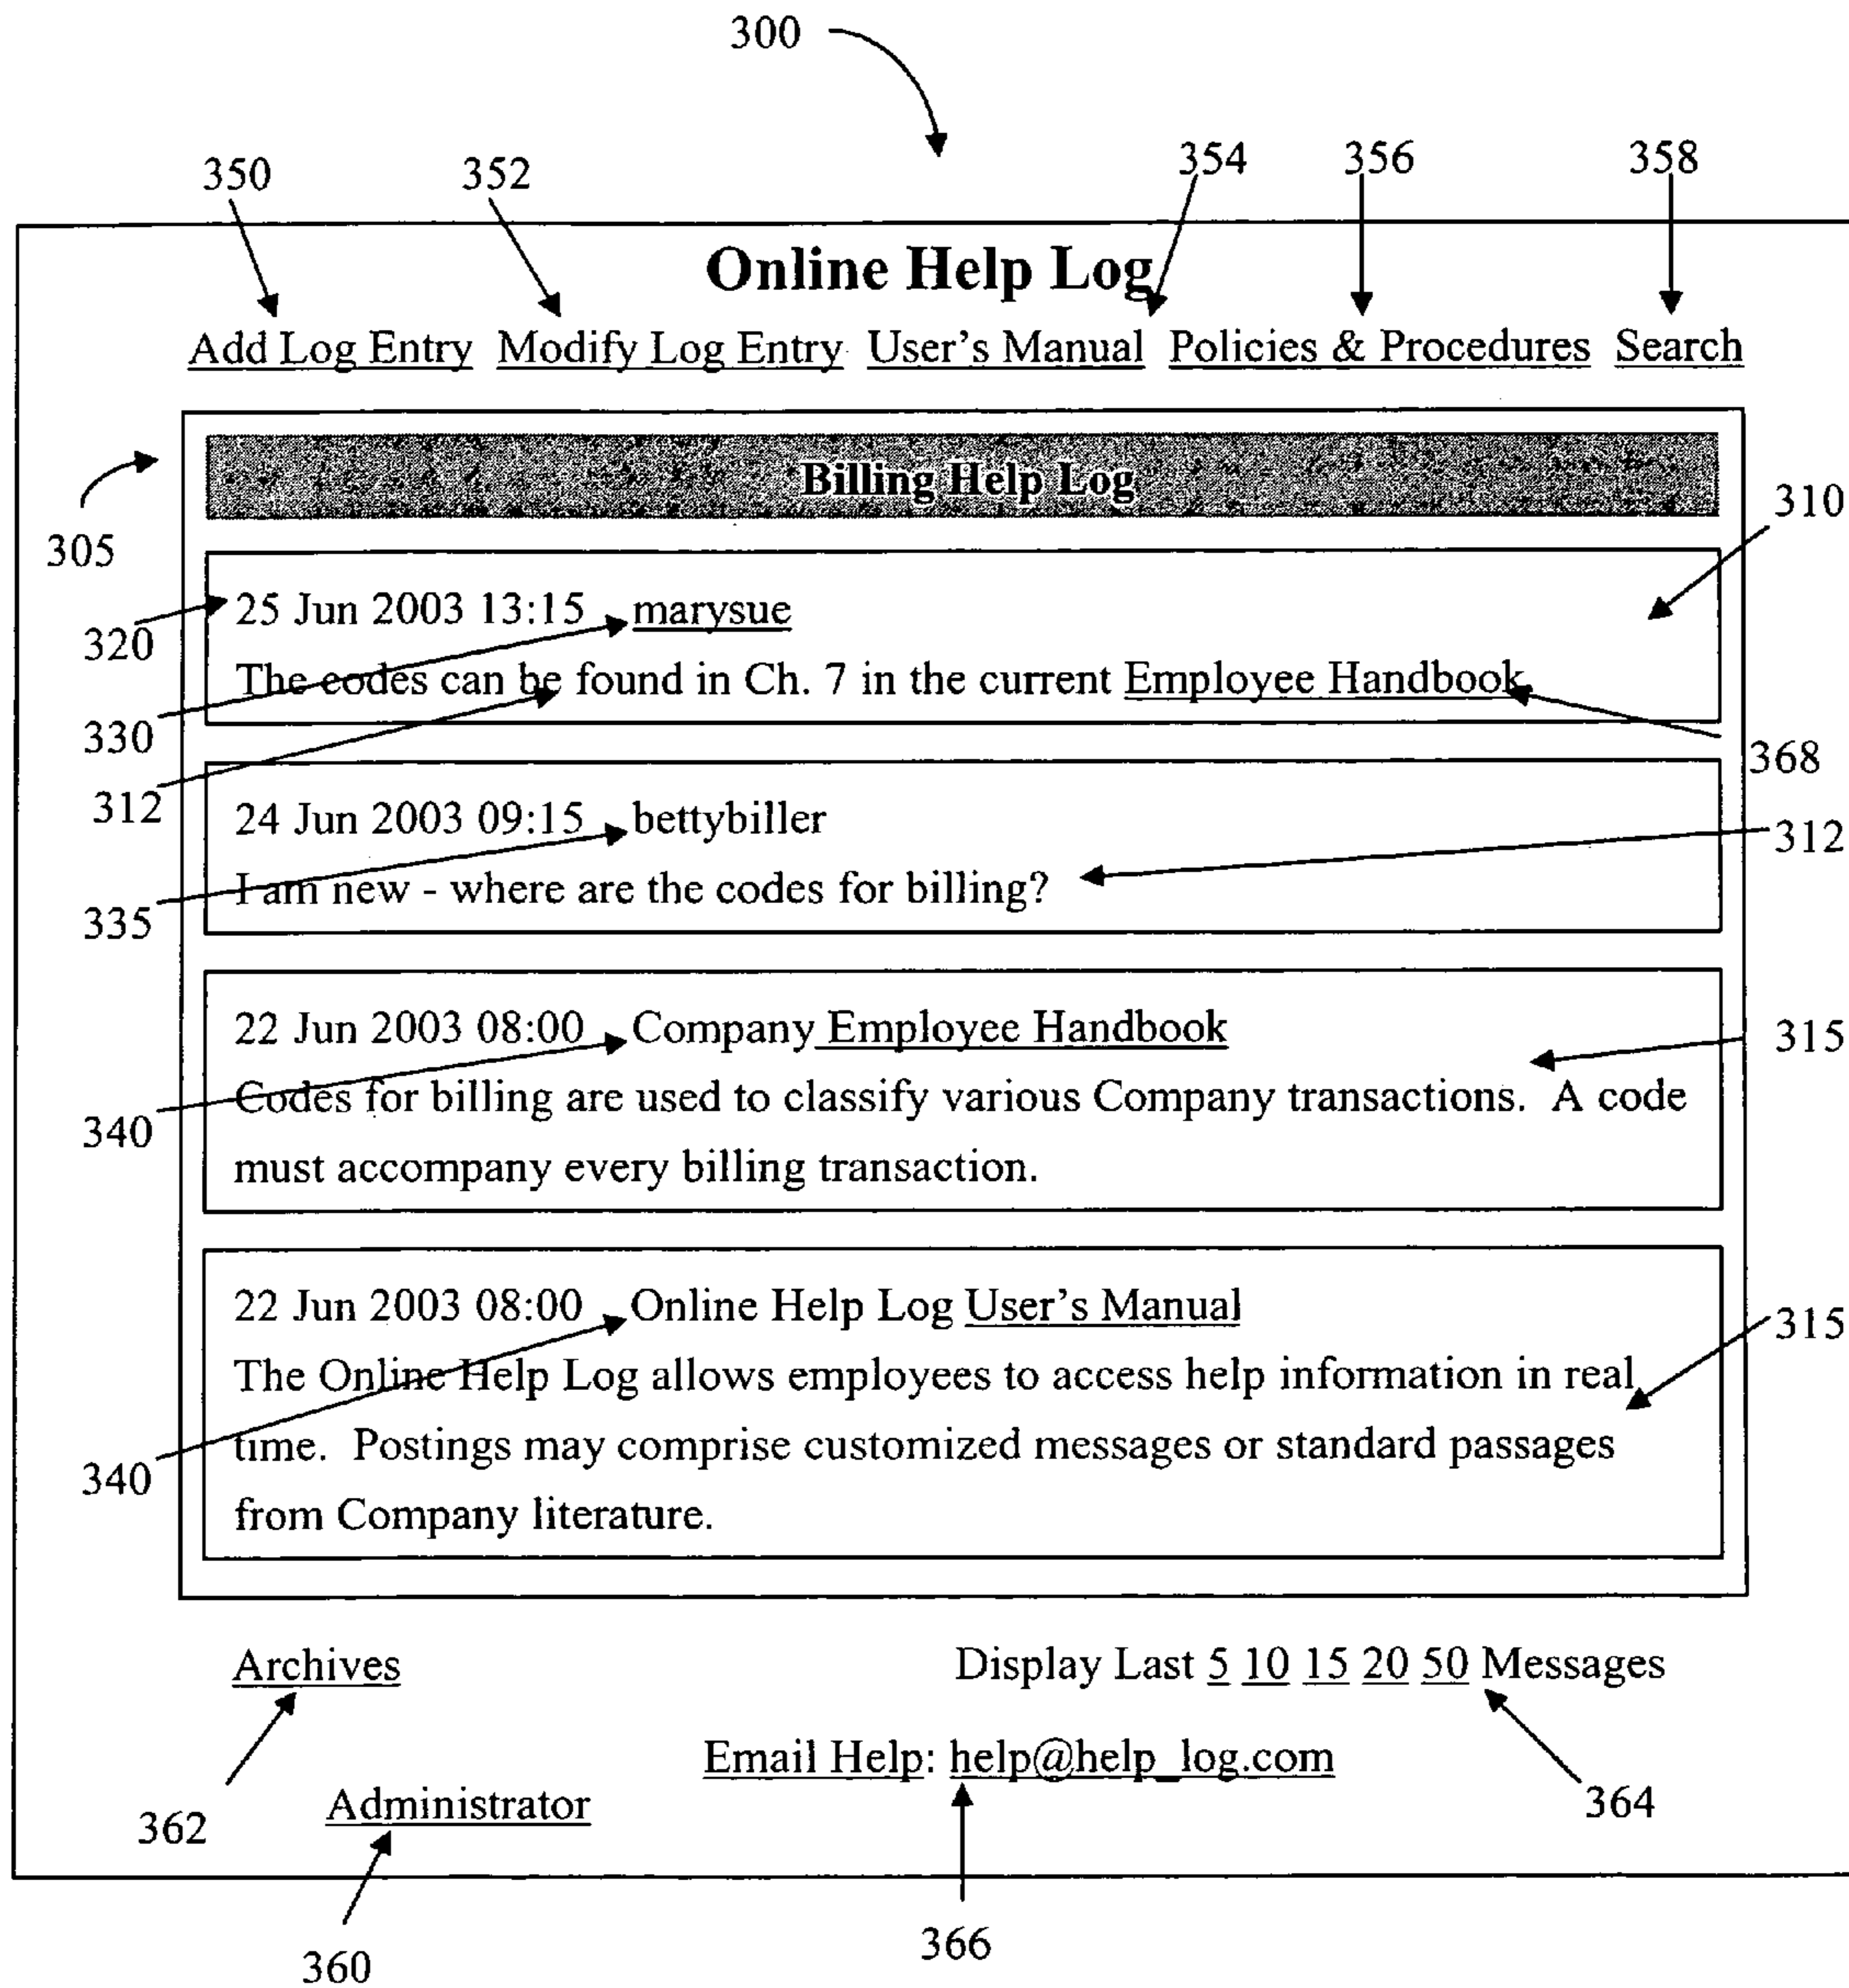 300
350 352 354 356 358
Online Help Log
Add Log Entry Modify Log Entry User's Manual Policies & Procedures Search
305
Billing Help Log
310
320
25 Jun 2003 13:15 marysue
330
The codes can be found in Ch. 7 in the current Employee Handbook.
368
312
24 Jun 2003 09:15 bettybiller
312
335
I am new - where are the codes for billing?
22 Jun 2003 08:00 Company Employee Handbook
315
340
Codes for billing are used to classify various Company transactions. A code
must accompany every billing transaction.
22 Jun 2003 08:00 Online Help Log User's Manual
315
The Online Help Log allows employees to access help information in real
340
time. Postings may comprise customized messages or standard passages
from Company literature.
Archives
Display Last 5 10 15 20 50 Messages
Email Help: help@help_log.com
362
Administrator
364
360
366